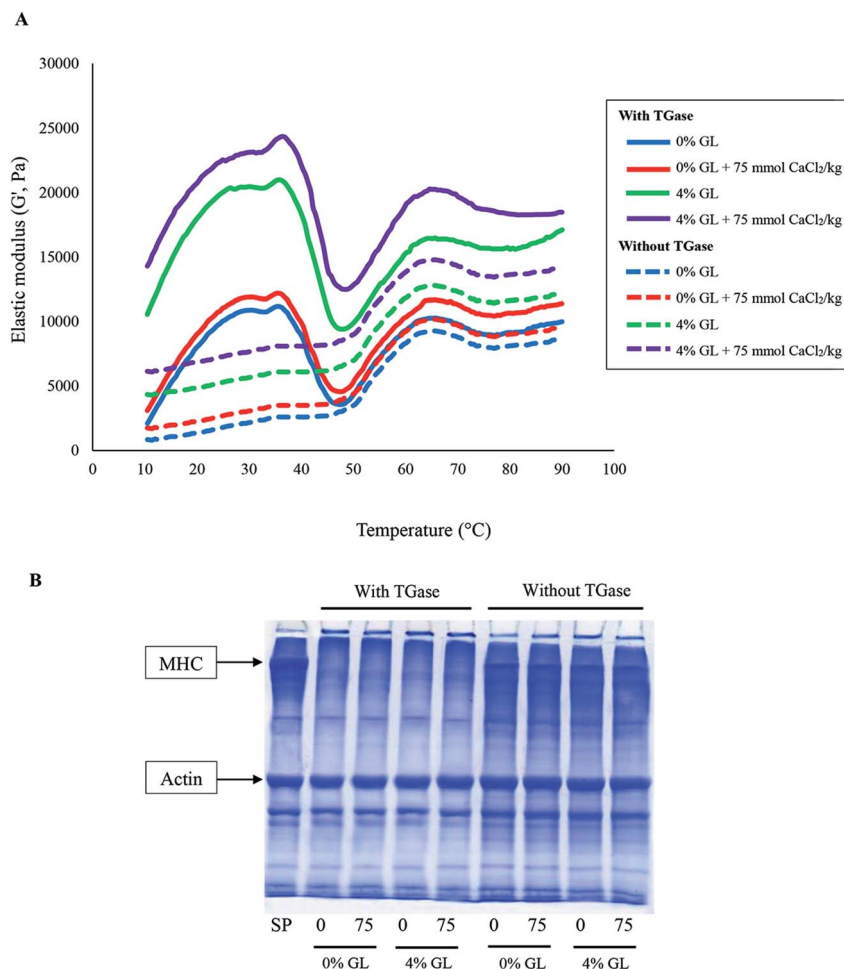 A
30000
25000
20000
15000
10000
5000
0
Elastic modulus (G', Pa)
0 10 20 30 40 50 60 70 80 90 100
Temperature (°C)
With TGase
0% GL
0% GL + 75 mmol CaCl₂/kg
4% GL
4% GL + 75 mmol CaCl₂/kg
Without TGase
0% GL
0% GL + 75 mmol CaCl₂/kg
4% GL
4% GL + 75 mmol CaCl₂/kg
B
With TGase Without TGase
MHC
Actin
SP 0 75 0 75 0 75 0 75
0% GL 4% GL 0% GL 4% GL